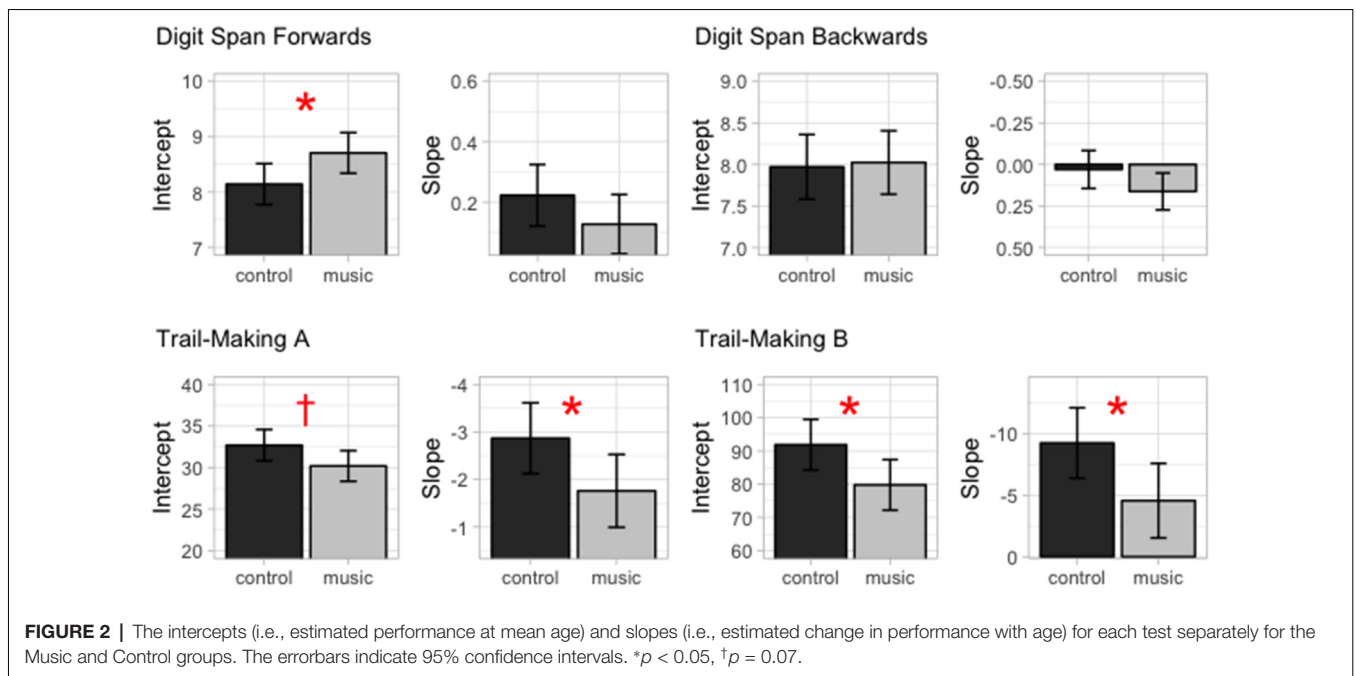 Digit Span Forwards
Digit Span Backwards
10
9
8
7
Intercept
*
control music
0.6
0.4
0.2
Slope
control music
9.0
8.5
8.0
7.5
7.0
Intercept
control music
-0.50
-0.25
0.00
0.25
0.50
Slope
control music
Trail-Making A
Trail-Making B
40
35
30
25
20
Intercept
†
control music
-4
-3
-2
-1
Slope
*
control music
110
100
90
80
70
60
Intercept
*
control music
-10
-5
0
Slope
*
control music
FIGURE 2 | The intercepts (i.e., estimated performance at mean age) and slopes (i.e., estimated change in performance with age) for each test separately for the
Music and Control groups. The errorbars indicate 95% confidence intervals. *p < 0.05, †p = 0.07.